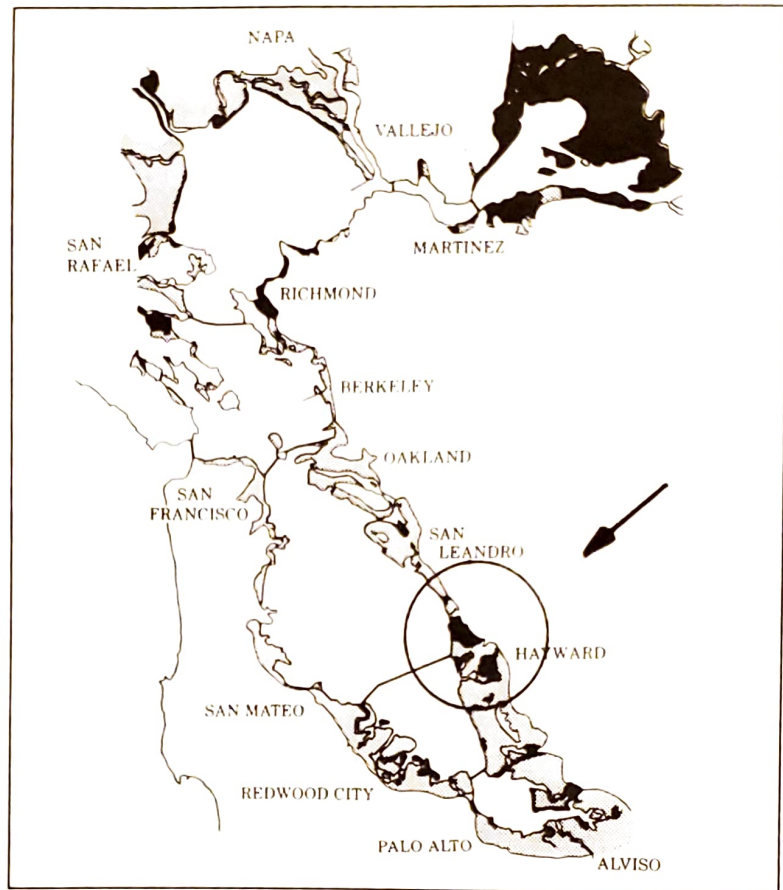 NAPA
VALLEJO
SAN
RAFAEL
MARTINEZ
RICHMOND
BERKELEY
OAKLAND
SAN
FRANCISCO
SAN
LEANDRO
HAYWARD
SAN MATEO
REDWOOD CITY
PALO ALTO
ALVISO